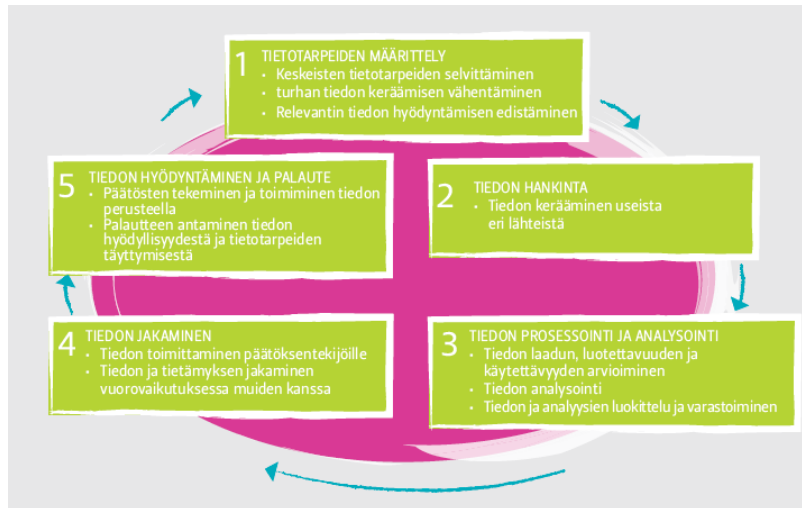 1 TIETOTARPEIDEN MÄÄRITTELY
• Keskeisten tietotarpeiden selvittäminen
• turhan tiedon keräämisen vähentäminen
• Relevantin tiedon hyödyntämisen edistäminen
2 TIEDON HANKINTA
• Tiedon kerääminen useista
eri lähteistä
3 TIEDON PROSESSOINTI JA ANALYSOINTI
• Tiedon laadun, luotettavuuden ja
käytettävyyden arvioiminen
• Tiedon analysointi
• Tiedon ja analyysien luokittelu ja varastoiminen
4 TIEDON JAKAMINEN
• Tiedon toimittaminen päätöksentekijöille
• Tiedon ja tietämyksen jakaminen
vuorovaikutuksessa muiden kanssa
5 TIEDON HYÖDYNTÄMINEN JA PALAUTE
• Päätösten tekeminen ja toimiminen tiedon
perusteella
• Palautteen antaminen tiedon
hyödyllisyydestä ja tietotarpeiden
täyttymisestä